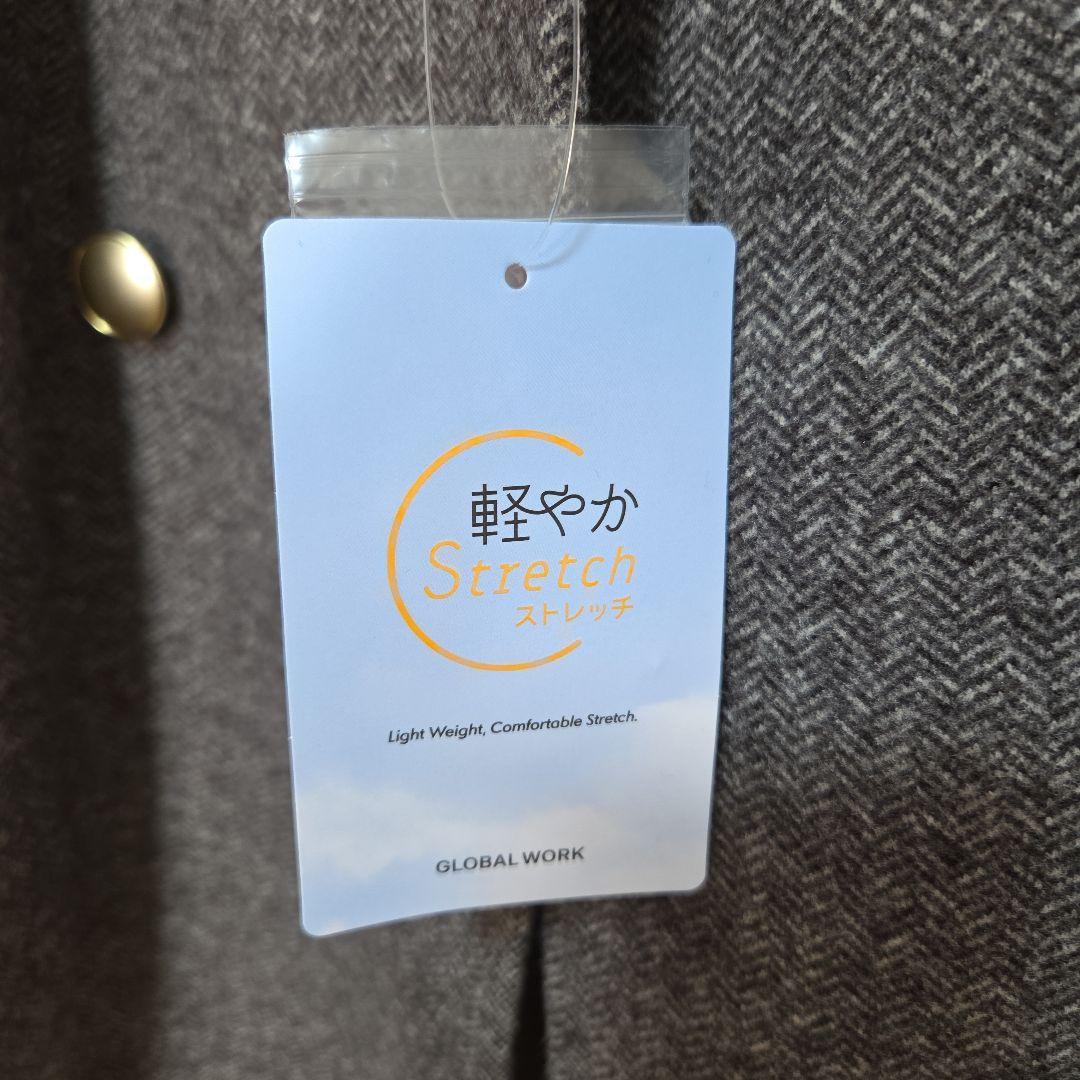 軽やか
Stretch
ストレッチ
Light Weight, Comfortable Stretch.
GLOBAL WORK